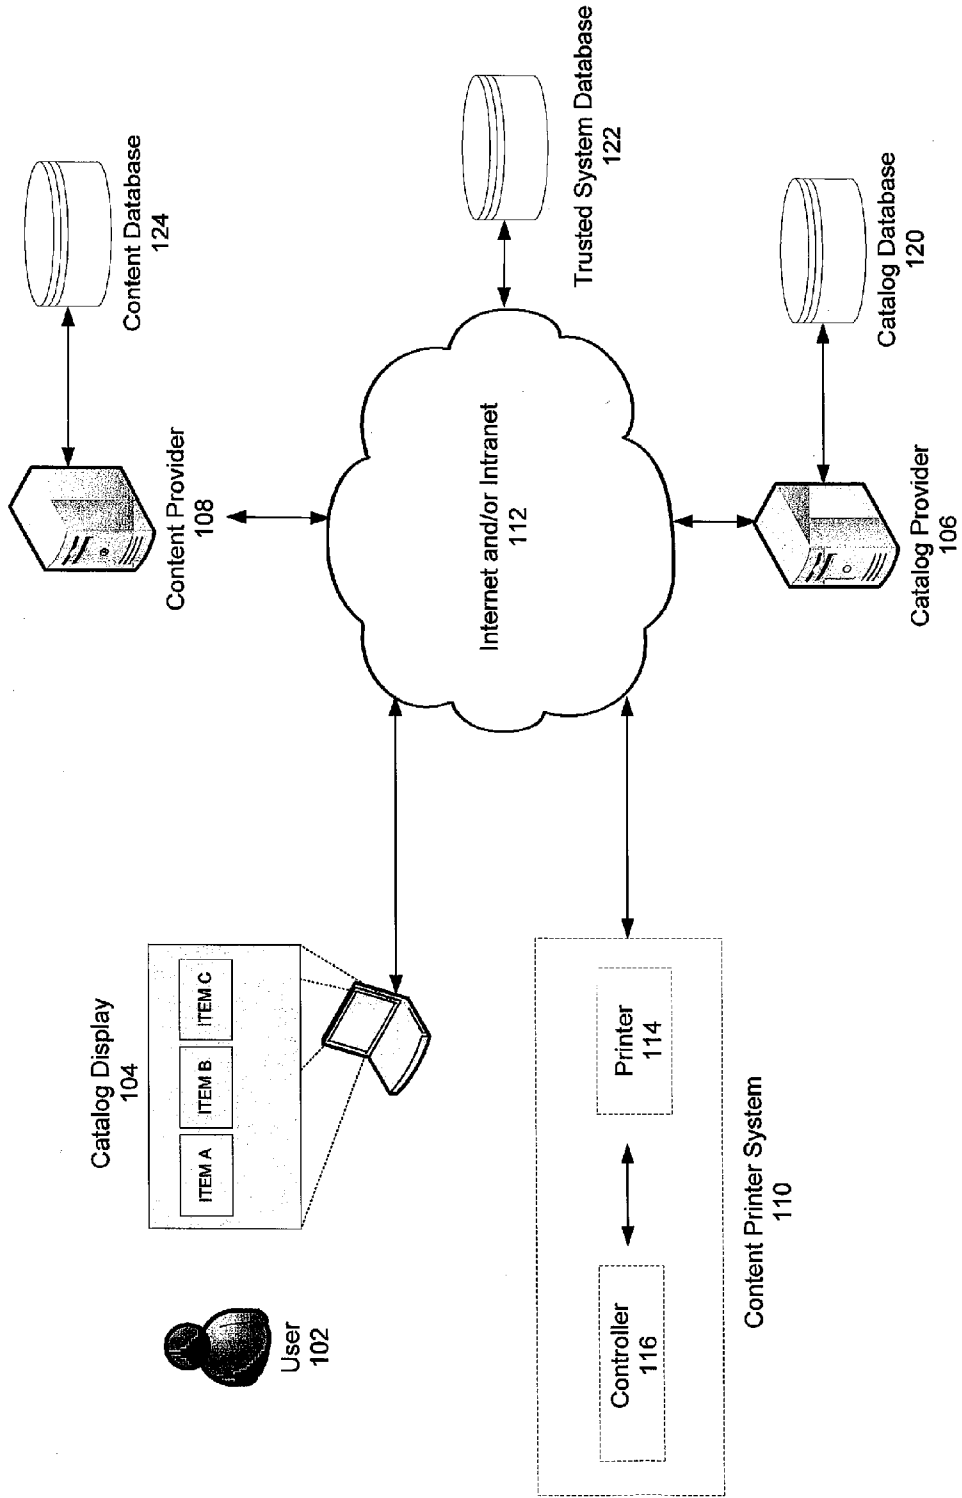 User
102
Catalog Display
104
ITEM A
ITEM B
ITEM C
Content Provider
108
Content Database
124
Internet and/or Intranet
112
Trusted System Database
122
Controller
116
Printer
114
Content Printer System
110
Catalog Provider
106
Catalog Database
120